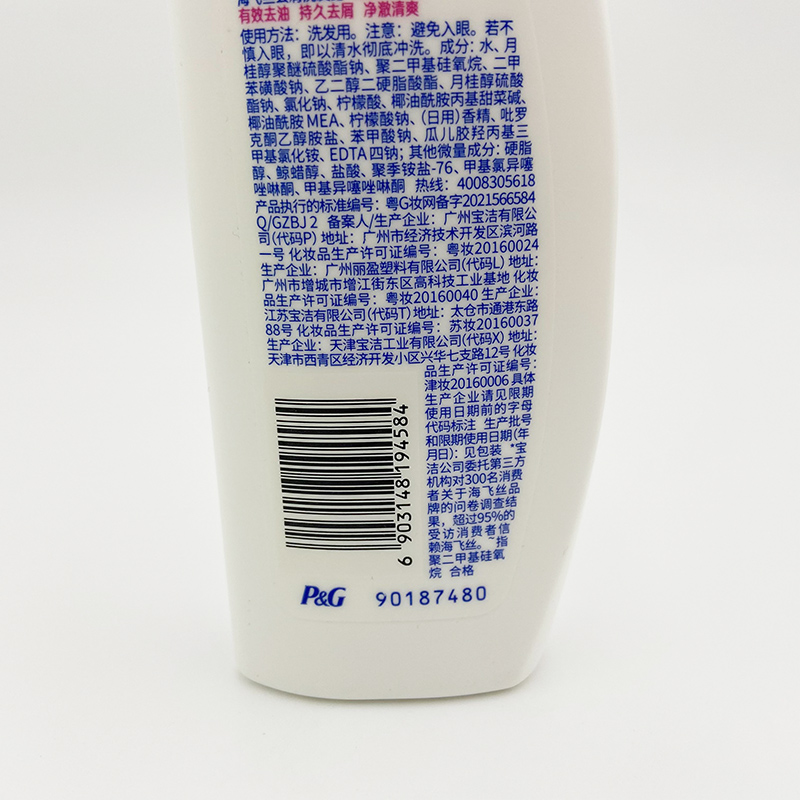 有效去油 持久去屑 净澈清爽
使用方法：洗发用。注意：避免入眼。若不
慎入眼，即以清水彻底冲洗。成分：水、月
桂醇聚醚硫酸酯钠、聚二甲基硅氧烷、二甲
苯磺酸钠、乙二醇二硬脂酸酯、月桂醇硫酸
酯钠、氯化钠、柠檬酸、椰油酰胺丙基甜菜碱、
椰油酰胺 MEA、柠檬酸钠、（日用）香精、吡罗
克酮乙醇胺盐、苯甲酸钠、瓜儿胶羟丙基三
甲基氯化铵、EDTA 四钠；其他微量成分：硬脂
醇、鲸蜡醇、盐酸、聚季铵盐-76、甲基氯异噻
唑啉酮、甲基异噻唑啉酮 热线：4008305618
产品执行的标准编号：粤G妆网备字2021566584
Q/GZBJ 2 备案人/生产企业：广州宝洁有限公
司(代码P) 地址：广州市经济技术开发区滨河路
一号 化妆品生产许可证编号：粤妆20160024
生产企业：广州丽盈塑料有限公司(代码L) 地址：
广州市增城市增江街东区高科技工业基地 化妆
品生产许可证编号：粤妆20160040 生产企业：
江苏宝洁有限公司(代码T) 地址：太仓市通港东路
88号 化妆品生产许可证编号：苏妆20160037
生产企业：天津宝洁工业有限公司(代码X) 地址：
天津市西青区经济开发小区兴华七支路12号 化妆
品生产许可证编号：
津妆20160006 具体
生产企业请见限期
使用日期前的字母
代码标注 生产批号
和限期使用日期(年
月日)：见包装 *宝
洁公司委托第三方
机构对300名消费
者关于海飞丝品
牌的问卷调查结
果，超过95%的
受访消费者信
赖海飞丝。~指
聚二甲基硅氧
烷 合格
6 903148 194584
P&G 90187480